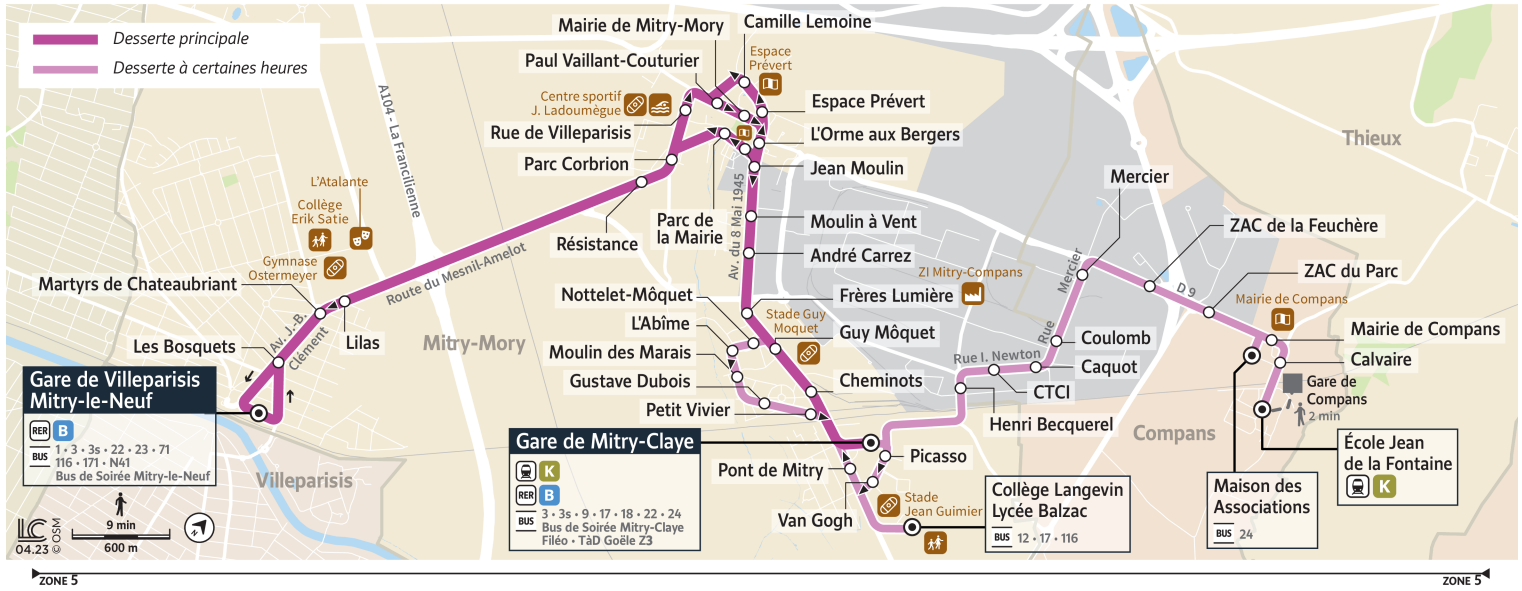 Desserte principale
Desserte à certaines heures
Mairie de Mitry-Mory
Camille Lemoine
Paul Vaillant-Couturier
Espace
Prévert
Centre sportif
J. Ladoumègue
Espace Prévert
Rue de Villeparisis
L'Orme aux Bergers
Parc Corbrion
Jean Moulin
A104 - La Francilienne
Thieux
L'Atalante
Collège
Erik Satie
Gymnase
Ostermeyer
Résistance
Parc de
la Mairie
Av. du 8 Mai 1945
Moulin à Vent
André Carrez
Mercier
ZAC de la Feuchère
ZAC du Parc
Martyrs de Chateaubriant
Route du Mesnil-Amelot
Nottelet-Môquet
Frères Lumière
ZI Mitry-Compans
Rue Mercier
D 9
Mairie de Compans
Mairie de Compans
Les Bosquets
Av. J.-B.
Clément
Lilas
Mitry-Mory
L'Abîme
Stade Guy
Moquet
Guy Môquet
Moulin des Marais
Gustave Dubois
Petit Vivier
Cheminots
Rue I. Newton
Coulomb
Caquot
CTCI
Henri Becquerel
Calvaire
Gare de
Compans
2 min
Compans
Gare de Villeparisis
Mitry-le-Neuf
RER B
BUS 1 • 3 • 3s • 22 • 23 • 71
116 • 171 • N41
Bus de Soirée Mitry-le-Neuf
Villeparisis
Gare de Mitry-Claye
K
RER B
BUS 3 • 3s • 9 • 17 • 18 • 22 • 24
Bus de Soirée Mitry-Claye
Filéo • TàD Goële Z3
Pont de Mitry
Picasso
Van Gogh
Stade
Jean Guimier
Collège Langevin
Lycée Balzac
BUS 12 • 17 • 116
Maison des
Associations
BUS 24
École Jean
de la Fontaine
K
LC
04.23
© OSM
9 min
600 m
ZONE 5
ZONE 5